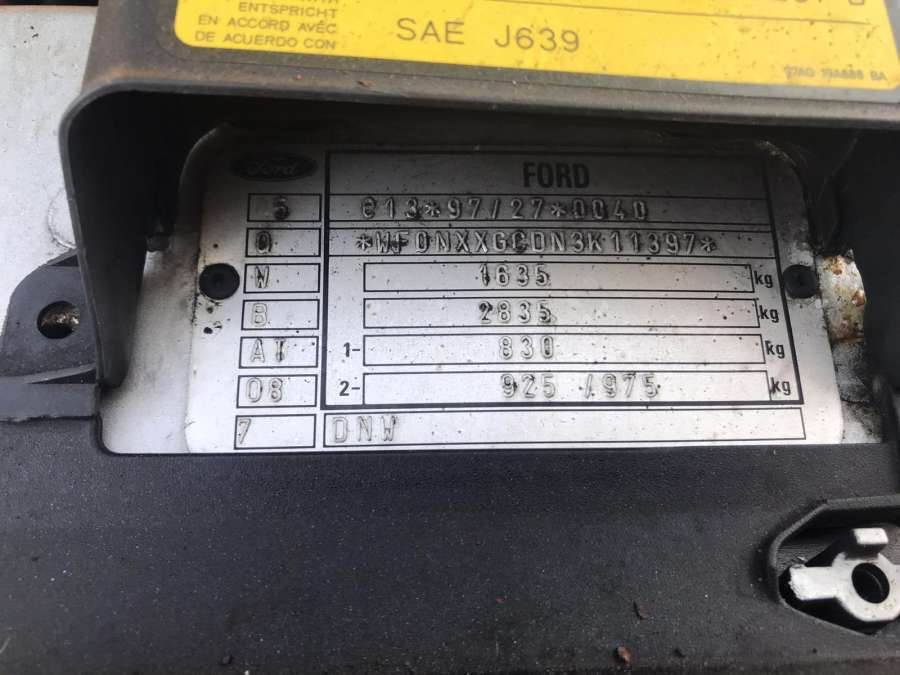 ENTSPRICHT
EN ACCORD AVEC
DE ACUERDO CON
SAE J639
Ford
FORD
5 e13*97/27*0040
Q *WF0NXXGCDN3K11397*
W 1635 kg
B 2835 kg
AT 1- 830 kg
08 2- 925 /975 kg
7 DNW